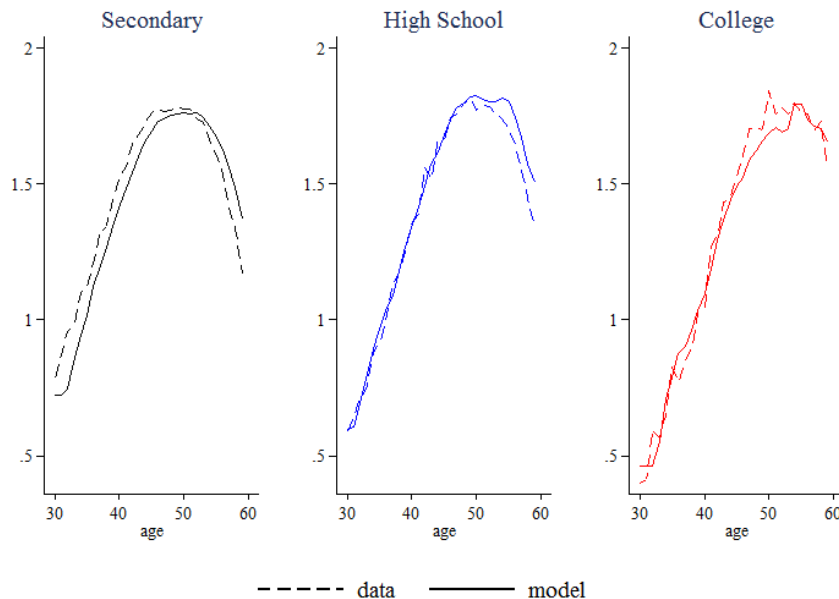 Secondary High School College
2 2 2
1.5 1.5 1.5
1 1 1
.5 .5 .5
30 40 50 60 30 40 50 60 30 40 50 60
age age age
data model